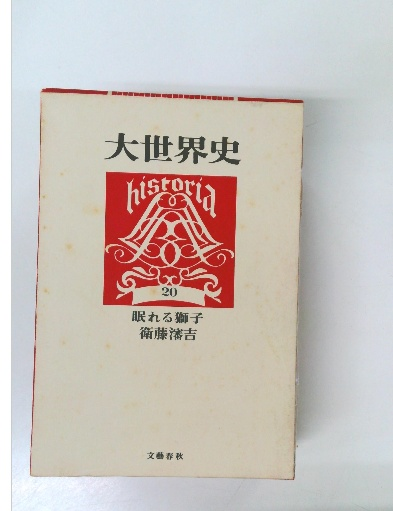 大世界史
historia
20
眠れる獅子
衛藤瀋吉
文藝春秋